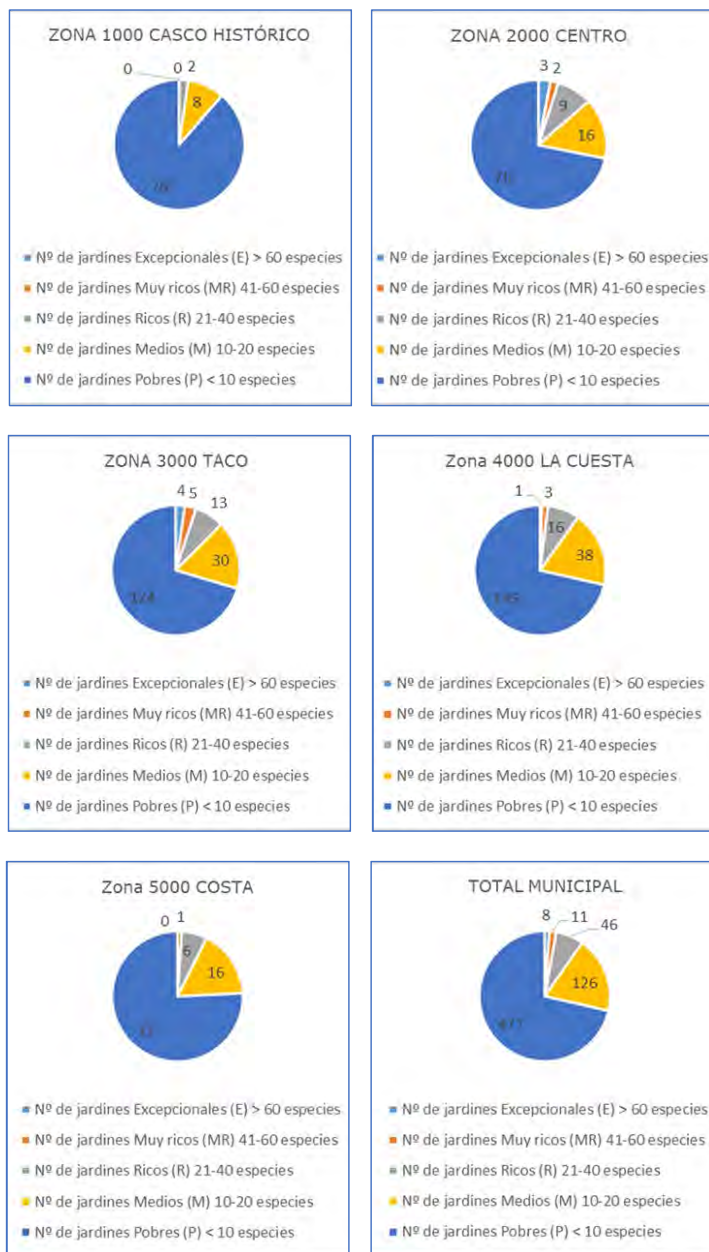 ZONA 1000 CASCO HISTÓRICO
0 0 2
8
Nº de jardines Excepcionales (E) > 60 especies
Nº de jardines Muy ricos (MR) 41-60 especies
Nº de jardines Ricos (R) 21-40 especies
Nº de jardines Medios (M) 10-20 especies
Nº de jardines Pobres (P) < 10 especies
ZONA 2000 CENTRO
3 2
9
16
Nº de jardines Excepcionales (E) > 60 especies
Nº de jardines Muy ricos (MR) 41-60 especies
Nº de jardines Ricos (R) 21-40 especies
Nº de jardines Medios (M) 10-20 especies
Nº de jardines Pobres (P) < 10 especies
ZONA 3000 TACO
4 5 13
30
124
Nº de jardines Excepcionales (E) > 60 especies
Nº de jardines Muy ricos (MR) 41-60 especies
Nº de jardines Ricos (R) 21-40 especies
Nº de jardines Medios (M) 10-20 especies
Nº de jardines Pobres (P) < 10 especies
Zona 4000 LA CUESTA
1 3
16
38
Nº de jardines Excepcionales (E) > 60 especies
Nº de jardines Muy ricos (MR) 41-60 especies
Nº de jardines Ricos (R) 21-40 especies
Nº de jardines Medios (M) 10-20 especies
Nº de jardines Pobres (P) < 10 especies
Zona 5000 COSTA
0 1
6
16
Nº de jardines Excepcionales (E) > 60 especies
Nº de jardines Muy ricos (MR) 41-60 especies
Nº de jardines Ricos (R) 21-40 especies
Nº de jardines Medios (M) 10-20 especies
Nº de jardines Pobres (P) < 10 especies
TOTAL MUNICIPAL
8 11 46
126
Nº de jardines Excepcionales (E) > 60 especies
Nº de jardines Muy ricos (MR) 41-60 especies
Nº de jardines Ricos (R) 21-40 especies
Nº de jardines Medios (M) 10-20 especies
Nº de jardines Pobres (P) < 10 especies